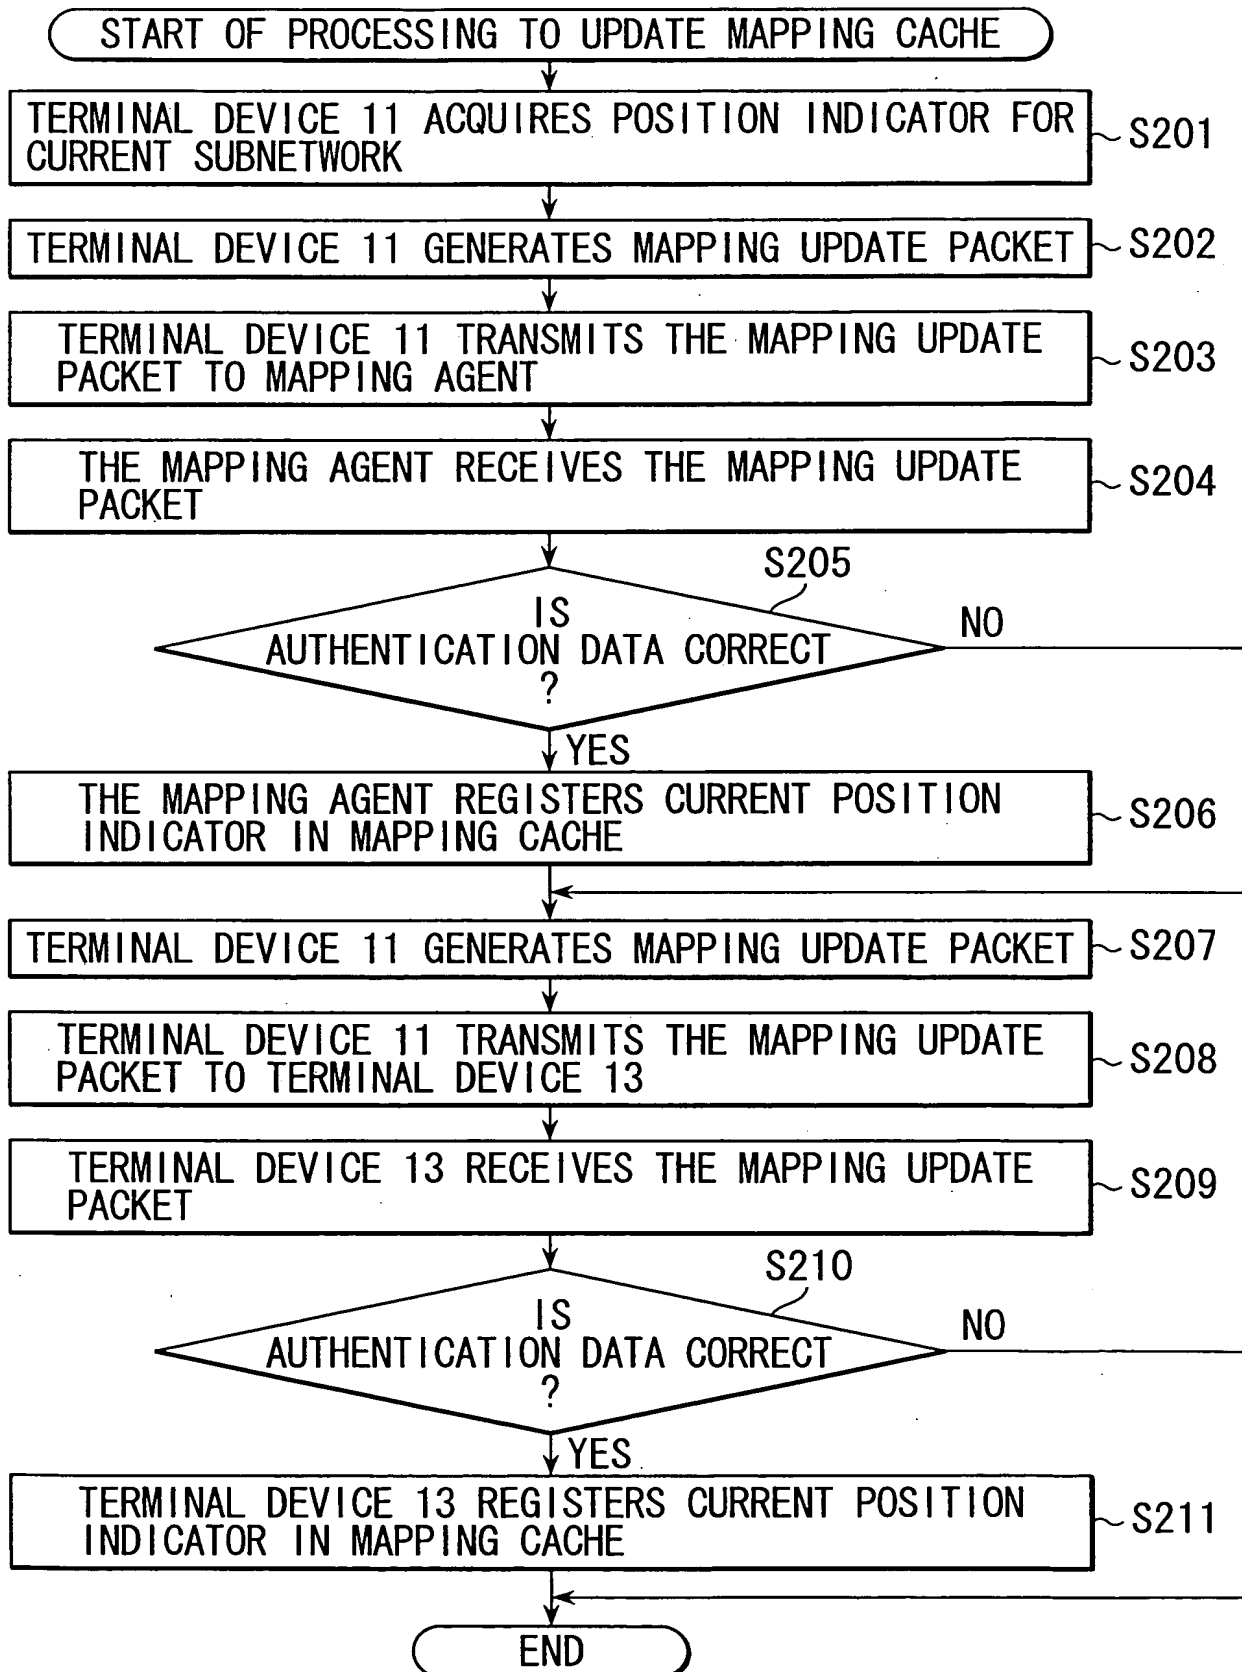 START OF PROCESSING TO UPDATE MAPPING CACHE
TERMINAL DEVICE 11 ACQUIRES POSITION INDICATOR FOR
CURRENT SUBNETWORK
S201
TERMINAL DEVICE 11 GENERATES MAPPING UPDATE PACKET
S202
TERMINAL DEVICE 11 TRANSMITS THE MAPPING UPDATE
PACKET TO MAPPING AGENT
S203
THE MAPPING AGENT RECEIVES THE MAPPING UPDATE
PACKET
S204
S205
IS
AUTHENTICATION DATA CORRECT
?
NO
YES
THE MAPPING AGENT REGISTERS CURRENT POSITION
INDICATOR IN MAPPING CACHE
S206
TERMINAL DEVICE 11 GENERATES MAPPING UPDATE PACKET
S207
TERMINAL DEVICE 11 TRANSMITS THE MAPPING UPDATE
PACKET TO TERMINAL DEVICE 13
S208
TERMINAL DEVICE 13 RECEIVES THE MAPPING UPDATE
PACKET
S209
S210
IS
AUTHENTICATION DATA CORRECT
?
NO
YES
TERMINAL DEVICE 13 REGISTERS CURRENT POSITION
INDICATOR IN MAPPING CACHE
S211
END